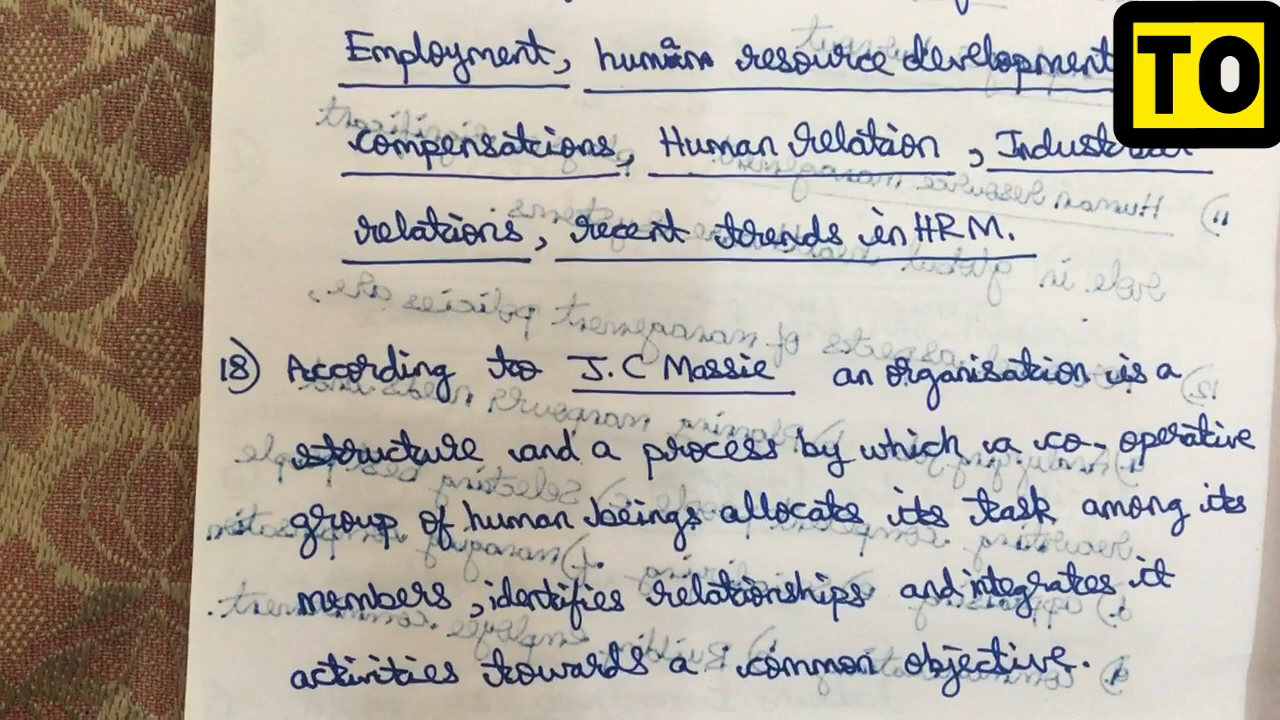 Employment, human resource development
TO
compensations, Human relation, Industrial
relations, recent trends in HRM.
18) According to J.C Massie an organisation is a
structure and a process by which a co-operative
group of human beings allocates its task among its
members, identifies relationships and integrates it
activities towards a common objective.